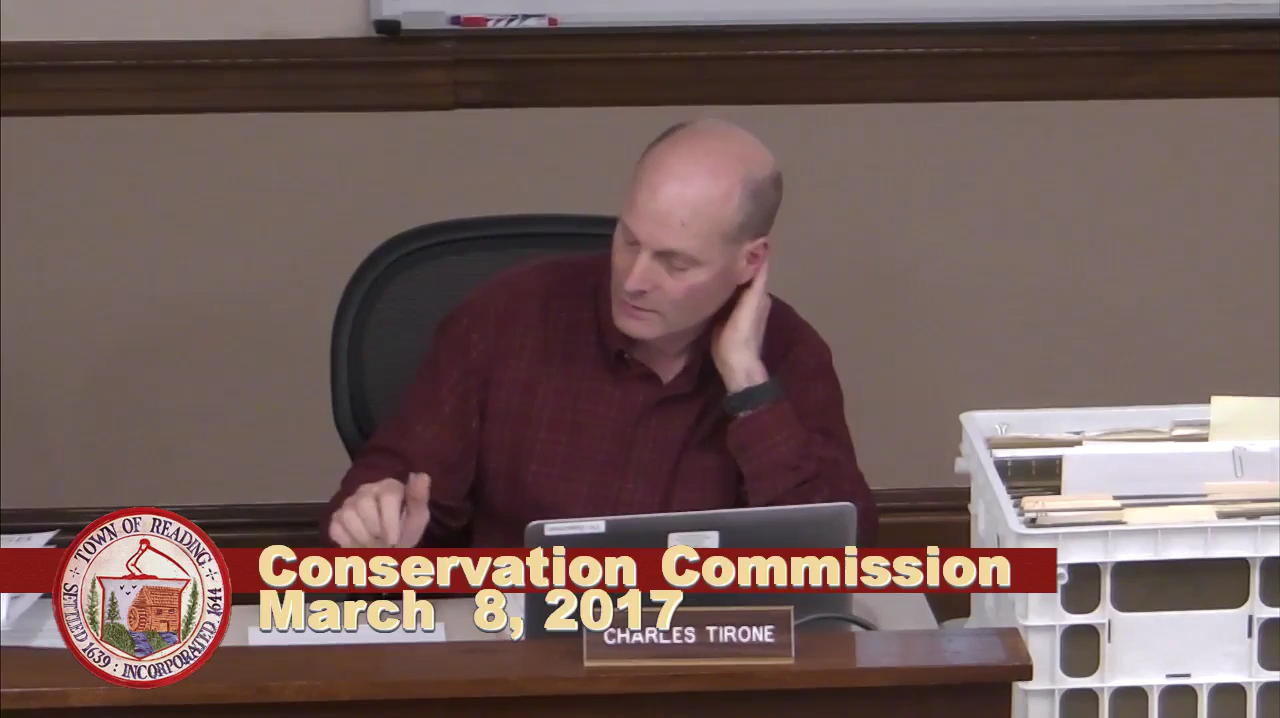 TOWN OF READING
SETTLED 1639 : INCORPORATED 1644
Conservation Commission
March 8, 2017
CHARLES TIRONE